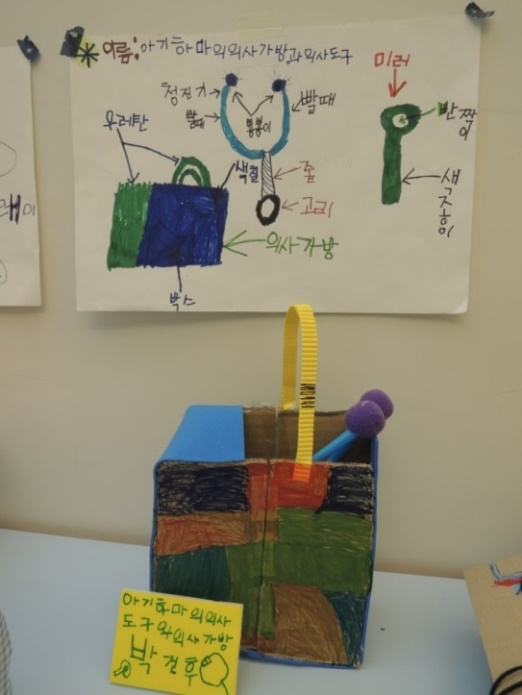 이름: 아기하마의의사가방과의사도구
청진기
빨때
빨때
뽕뽕이
미러
반짝이
우레탄
색결
줄
고리
색종이
의사가방
박스
아기하마의의사
도구와의사가방
박건후